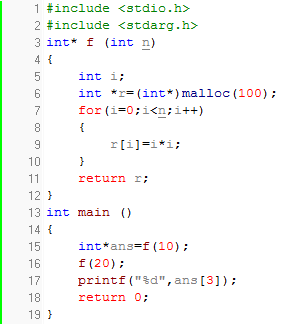 1 #include <stdio.h>
2 #include <stdarg.h>
3 int* f (int n)
4 {
5     int i;
6     int *r=(int*)malloc(100);
7     for(i=0;i<n;i++)
8     {
9         r[i]=i*i;
10     }
11     return r;
12 }
13 int main ()
14 {
15     int*ans=f(10);
16     f(20);
17     printf("%d",ans[3]);
18     return 0;
19 }